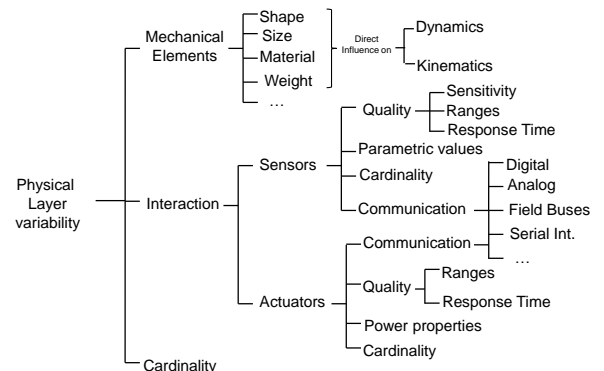 Physical
Layer
variability
Mechanical
Elements
Shape
Size
Material
Weight
...
Direct
Influence on
Dynamics
Kinematics
Interaction
Sensors
Quality
Sensitivity
Ranges
Response Time
Parametric values
Cardinality
Communication
Digital
Analog
Field Buses
Serial Int.
...
Actuators
Communication
Quality
Ranges
Response Time
Power properties
Cardinality
Cardinality